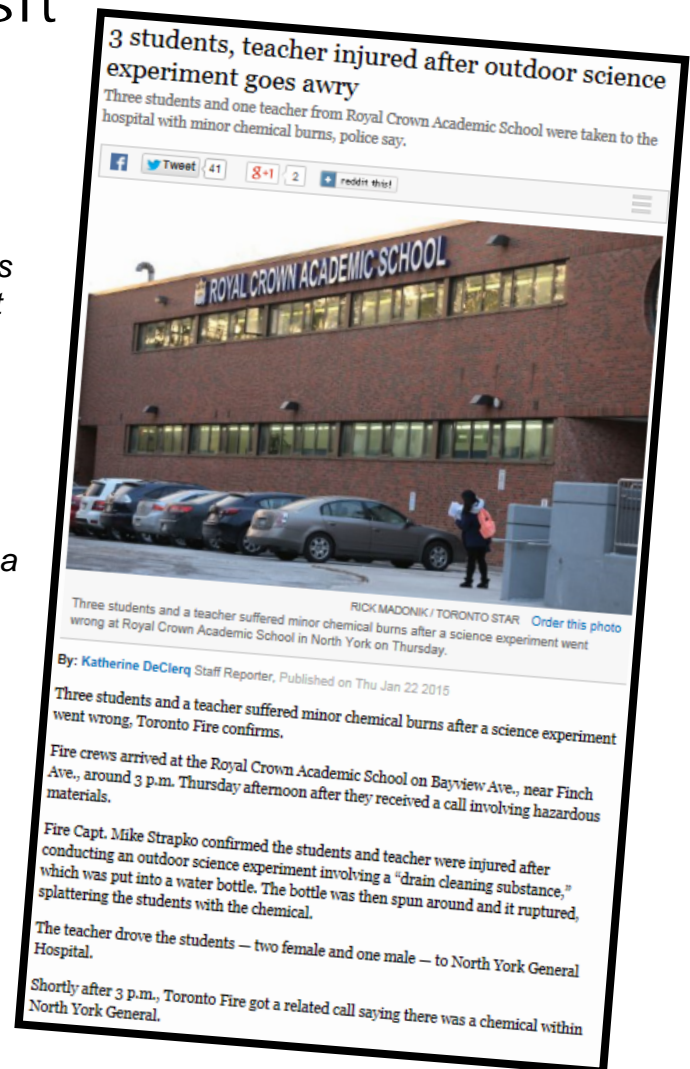 3 students, teacher injured after outdoor science
experiment goes awry
Three students and one teacher from Royal Crown Academic School were taken to the
hospital with minor chemical burns, police say.
Tweet 41 g+1 2 reddit this!
ROYAL CROWN ACADEMIC SCHOOL
RICK MADONIK / TORONTO STAR Order this photo
Three students and a teacher suffered minor chemical burns after a science experiment went
wrong at Royal Crown Academic School in North York on Thursday.
By: Katherine DeClerq Staff Reporter, Published on Thu Jan 22 2015
Three students and a teacher suffered minor chemical burns after a science experiment
went wrong, Toronto Fire confirms.
Fire crews arrived at the Royal Crown Academic School on Bayview Ave., near Finch
Ave., around 3 p.m. Thursday afternoon after they received a call involving hazardous
materials.
Fire Capt. Mike Strapko confirmed the students and teacher were injured after
conducting an outdoor science experiment involving a “drain cleaning substance,”
which was put into a water bottle. The bottle was then spun around and it ruptured,
splattering the students with the chemical.
The teacher drove the students — two female and one male — to North York General
Hospital.
Shortly after 3 p.m., Toronto Fire got a related call saying there was a chemical within
North York General.
a